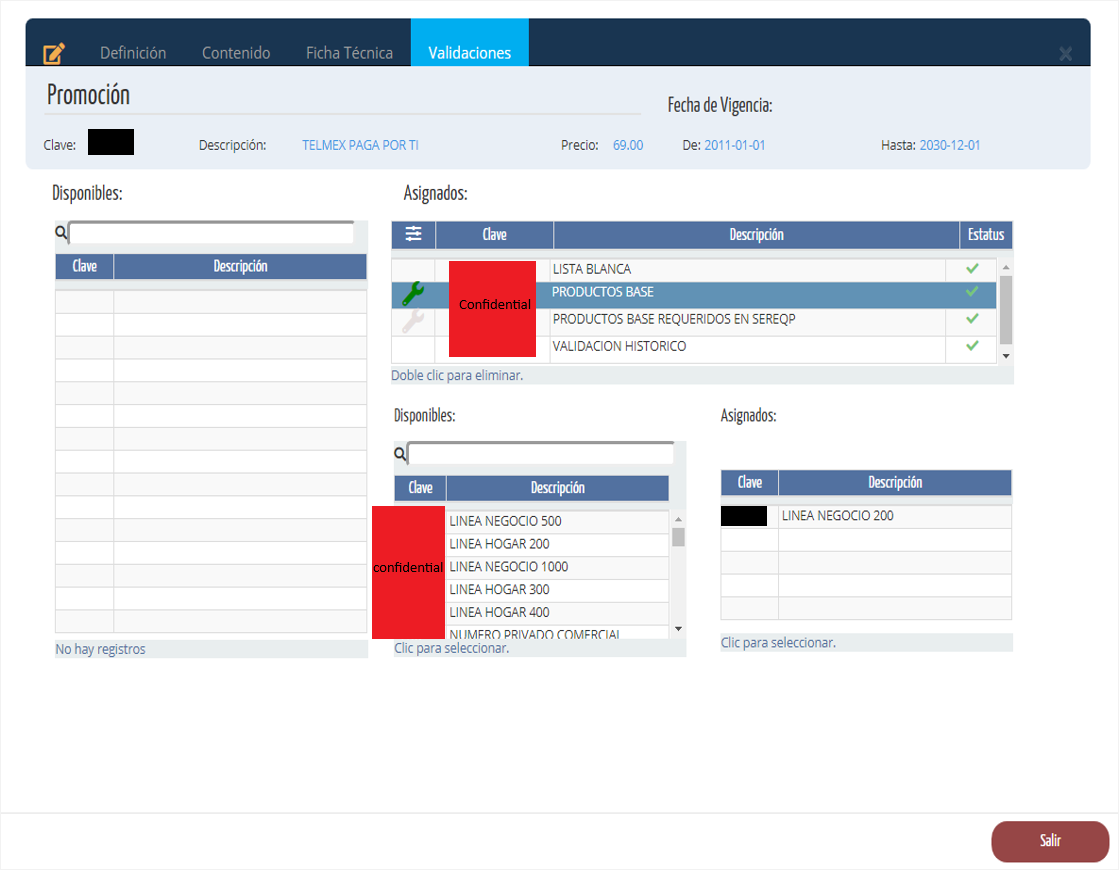 Definición Contenido Ficha Técnica Validaciones
Promoción
Fecha de Vigencia:
Clave: Descripción: TELMEX PAGA POR TI Precio: 69.00 De: 2011-01-01 Hasta: 2030-12-01
Disponibles:
Clave Descripción
No hay registros
Asignados:
Clave Descripción Estatus
LISTA BLANCA
PRODUCTOS BASE
Confidential
PRODUCTOS BASE REQUERIDOS EN SEREQP
VALIDACION HISTORICO
Doble clic para eliminar.
Disponibles:
Clave Descripción
LINEA NEGOCIO 500
LINEA HOGAR 200
confidential LINEA NEGOCIO 1000
LINEA HOGAR 300
LINEA HOGAR 400
NUMERO PRIVADO COMERCIAL
Clic para seleccionar.
Asignados:
Clave Descripción
LINEA NEGOCIO 200
Clic para seleccionar.
Salir